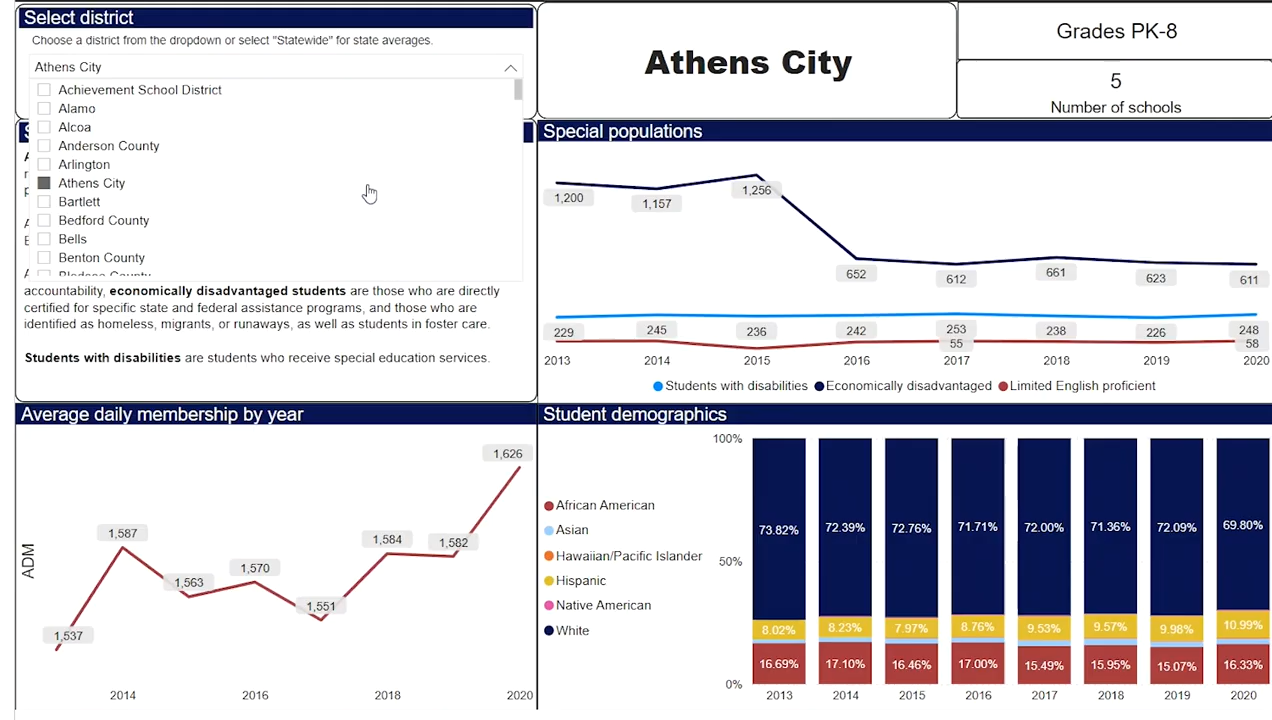 Select district
Choose a district from the dropdown or select "Statewide" for state averages.
Athens City
Achievement School District
Alamo
Alcoa
Anderson County
Arlington
Athens City
Bartlett
Bedford County
Bells
Benton County
accountability, economically disadvantaged students are those who are directly
certified for specific state and federal assistance programs, and those who are
identified as homeless, migrants, or runaways, as well as students in foster care.
Students with disabilities are students who receive special education services.
Athens City
Grades PK-8
5
Number of schools
Special populations
1,200
1,157
1,256
652
612
661
623
611
229
245
236
242
253
238
226
248
55
58
2013
2014
2015
2016
2017
2018
2019
2020
Students with disabilities
Economically disadvantaged
Limited English proficient
Average daily membership by year
ADM
1,537
1,587
1,563
1,570
1,551
1,584
1,582
1,626
2014
2016
2018
2020
Student demographics
African American
Asian
Hawaiian/Pacific Islander
Hispanic
Native American
White
100%
50%
0%
73.82%
72.39%
72.76%
71.71%
72.00%
71.36%
72.09%
69.80%
8.02%
8.23%
7.97%
8.76%
9.53%
9.57%
9.98%
10.99%
16.69%
17.10%
16.46%
17.00%
15.49%
15.95%
15.07%
16.33%
2013
2014
2015
2016
2017
2018
2019
2020